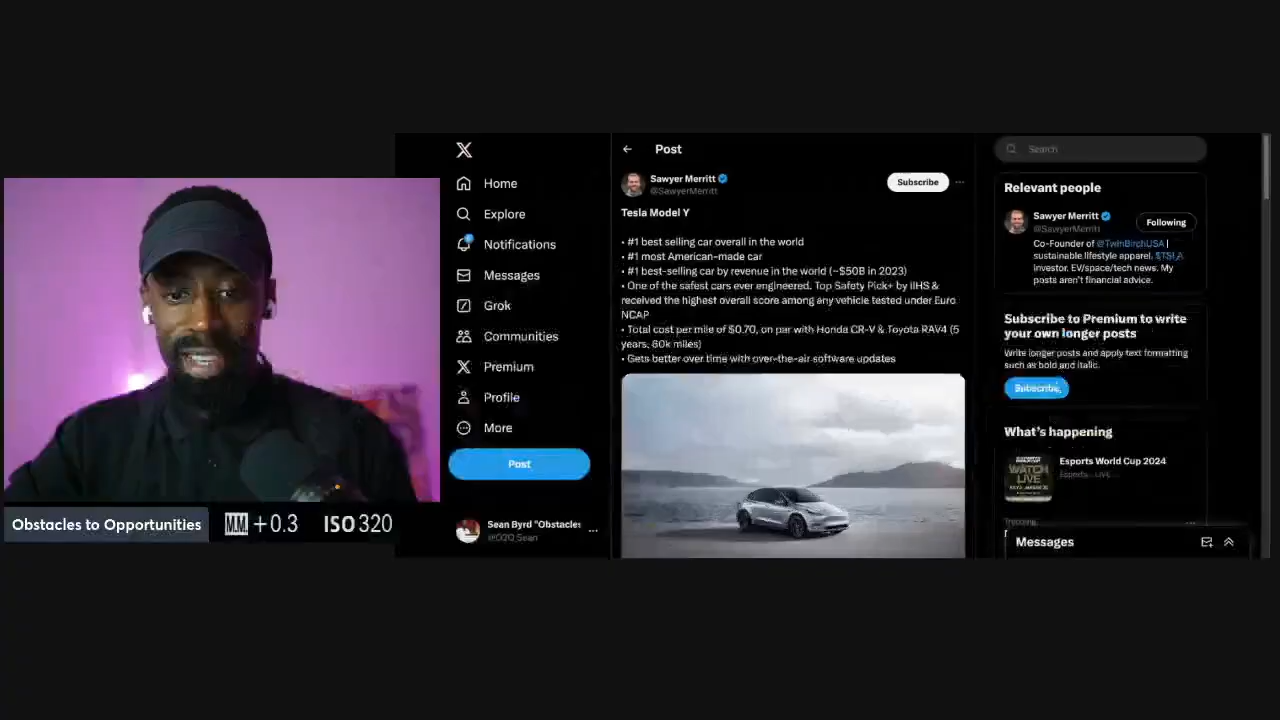 Home
Explore
Notifications
Messages
Grok
Communities
Premium
Profile
More
Post
Sean Byrd "Obstacles
@O2O_Sean
Obstacles to Opportunities
M.M. +0.3
ISO 320
Post
Sawyer Merritt
@SawyerMerritt
Subscribe
Tesla Model Y
• #1 best selling car overall in the world
• #1 most American-made car
• #1 best-selling car by revenue in the world (~$50B in 2023)
• One of the safest cars ever engineered. Top Safety Pick+ by IIHS &
received the highest overall score among any vehicle tested under Euro
NCAP
• Total cost per mile of $0.70, on par with Honda CR-V & Toyota RAV4 (5
years, 60k miles)
• Gets better over time with over-the-air software updates
Search
Relevant people
Sawyer Merritt
@SawyerMerritt
Following
Co-Founder of @TwinBirchUSA |
sustainable lifestyle apparel. $TSLA
investor. EV/space/tech news. My
posts aren't financial advice.
Subscribe to Premium to write
your own longer posts
Write longer posts and apply text formatting
such as bold and italic.
Subscribe
What's happening
WATCH
LIVE
Esports World Cup 2024
Esports · LIVE
Trending
Messages